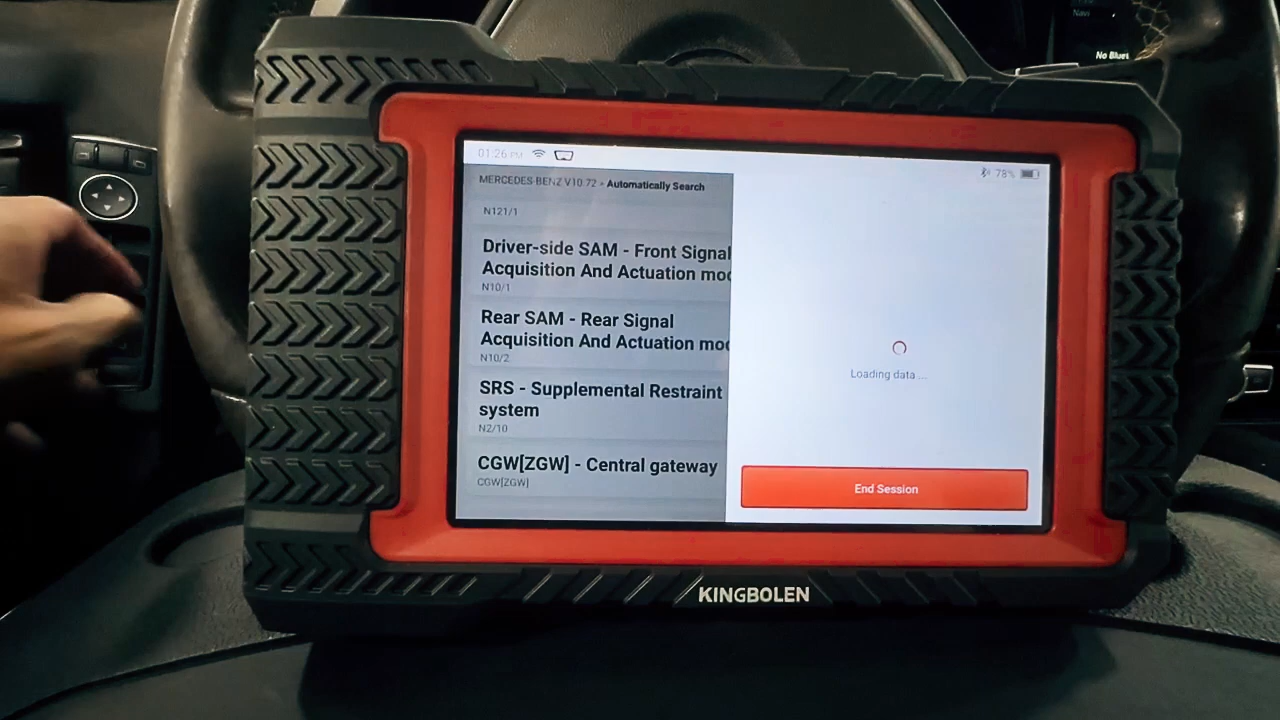 Navi
No Blue
01:26 PM
78%
MERCEDES-BENZ V10.72 > Automatically Search
N121/1
Driver-side SAM - Front Signal
Acquisition And Actuation mod
N10/1
Rear SAM - Rear Signal
Acquisition And Actuation mod
N10/2
SRS - Supplemental Restraint
system
N2/10
CGW[ZGW] - Central gateway
CGW[ZGW]
Loading data....
End Session
KINGBOLEN